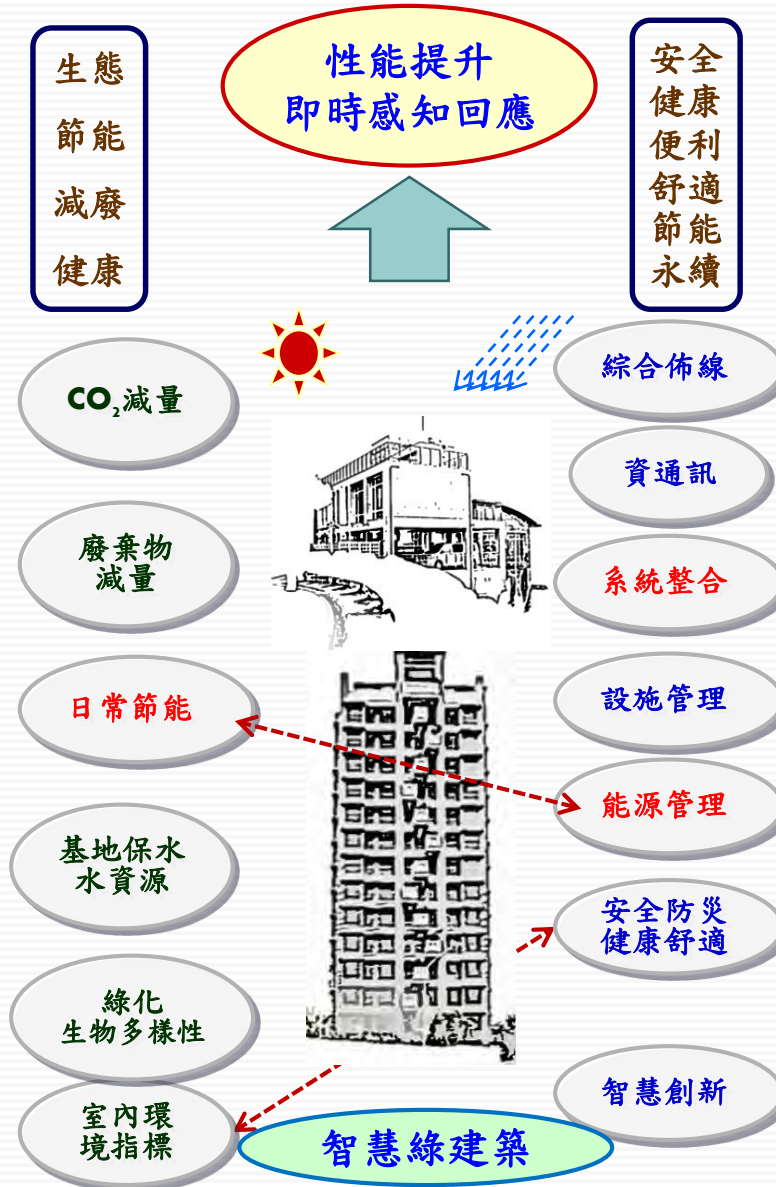 生態
節能
減廢
健康
性能提升
即時感知回應
安全
健康
便利
舒適
節能
永續
CO₂減量
廢棄物
減量
日常節能
基地保水
水資源
綠化
生物多樣性
室內環
境指標
綜合佈線
資通訊
系統整合
設施管理
能源管理
安全防災
健康舒適
智慧創新
智慧綠建築